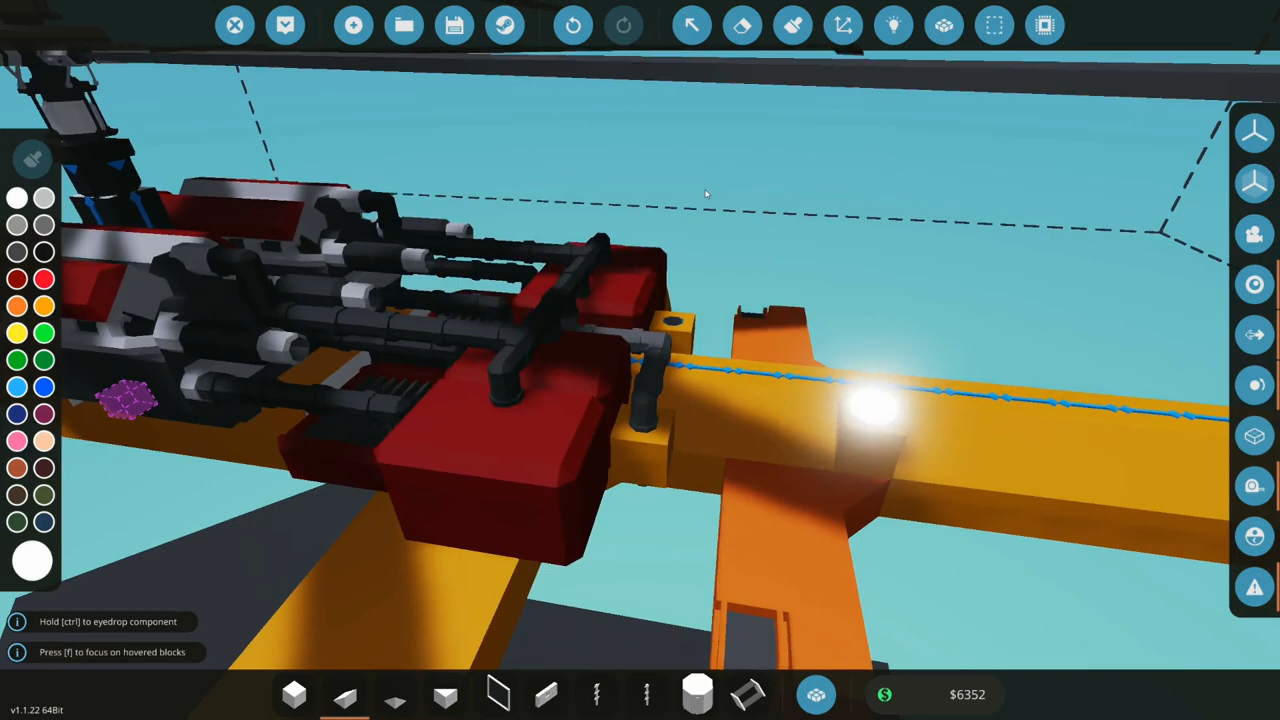 Hold [ctrl] to eyedrop component
Press [f] to focus on hovered blocks
$6352
v1.1.22 64Bit